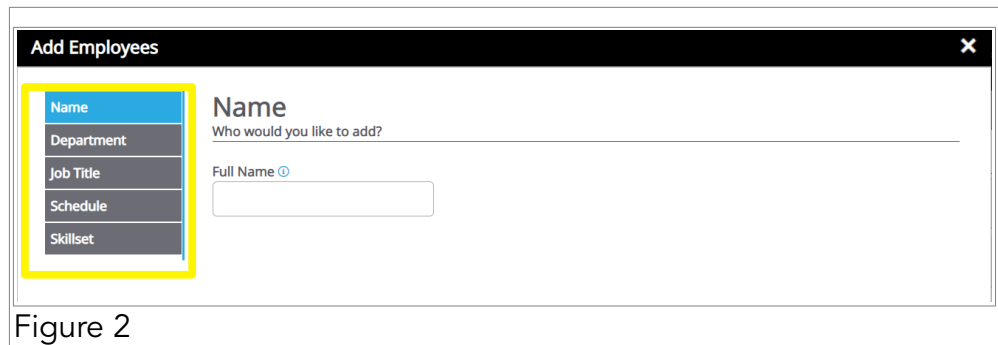 Add Employees
Name
Department
Job Title
Schedule
Skillset
Name
Who would you like to add?
Full Name
Figure 2